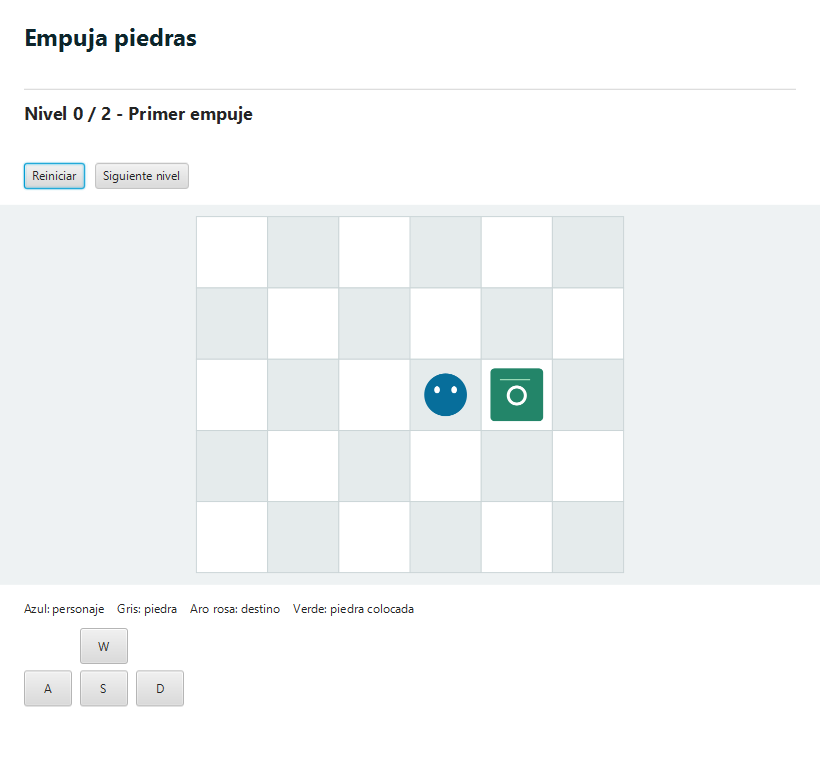 Empuja piedras
Nivel 0 / 2 - Primer empuje
Reiniciar Siguiente nivel
Azul: personaje Gris: piedra Aro rosa: destino Verde: piedra colocada
W
A S D